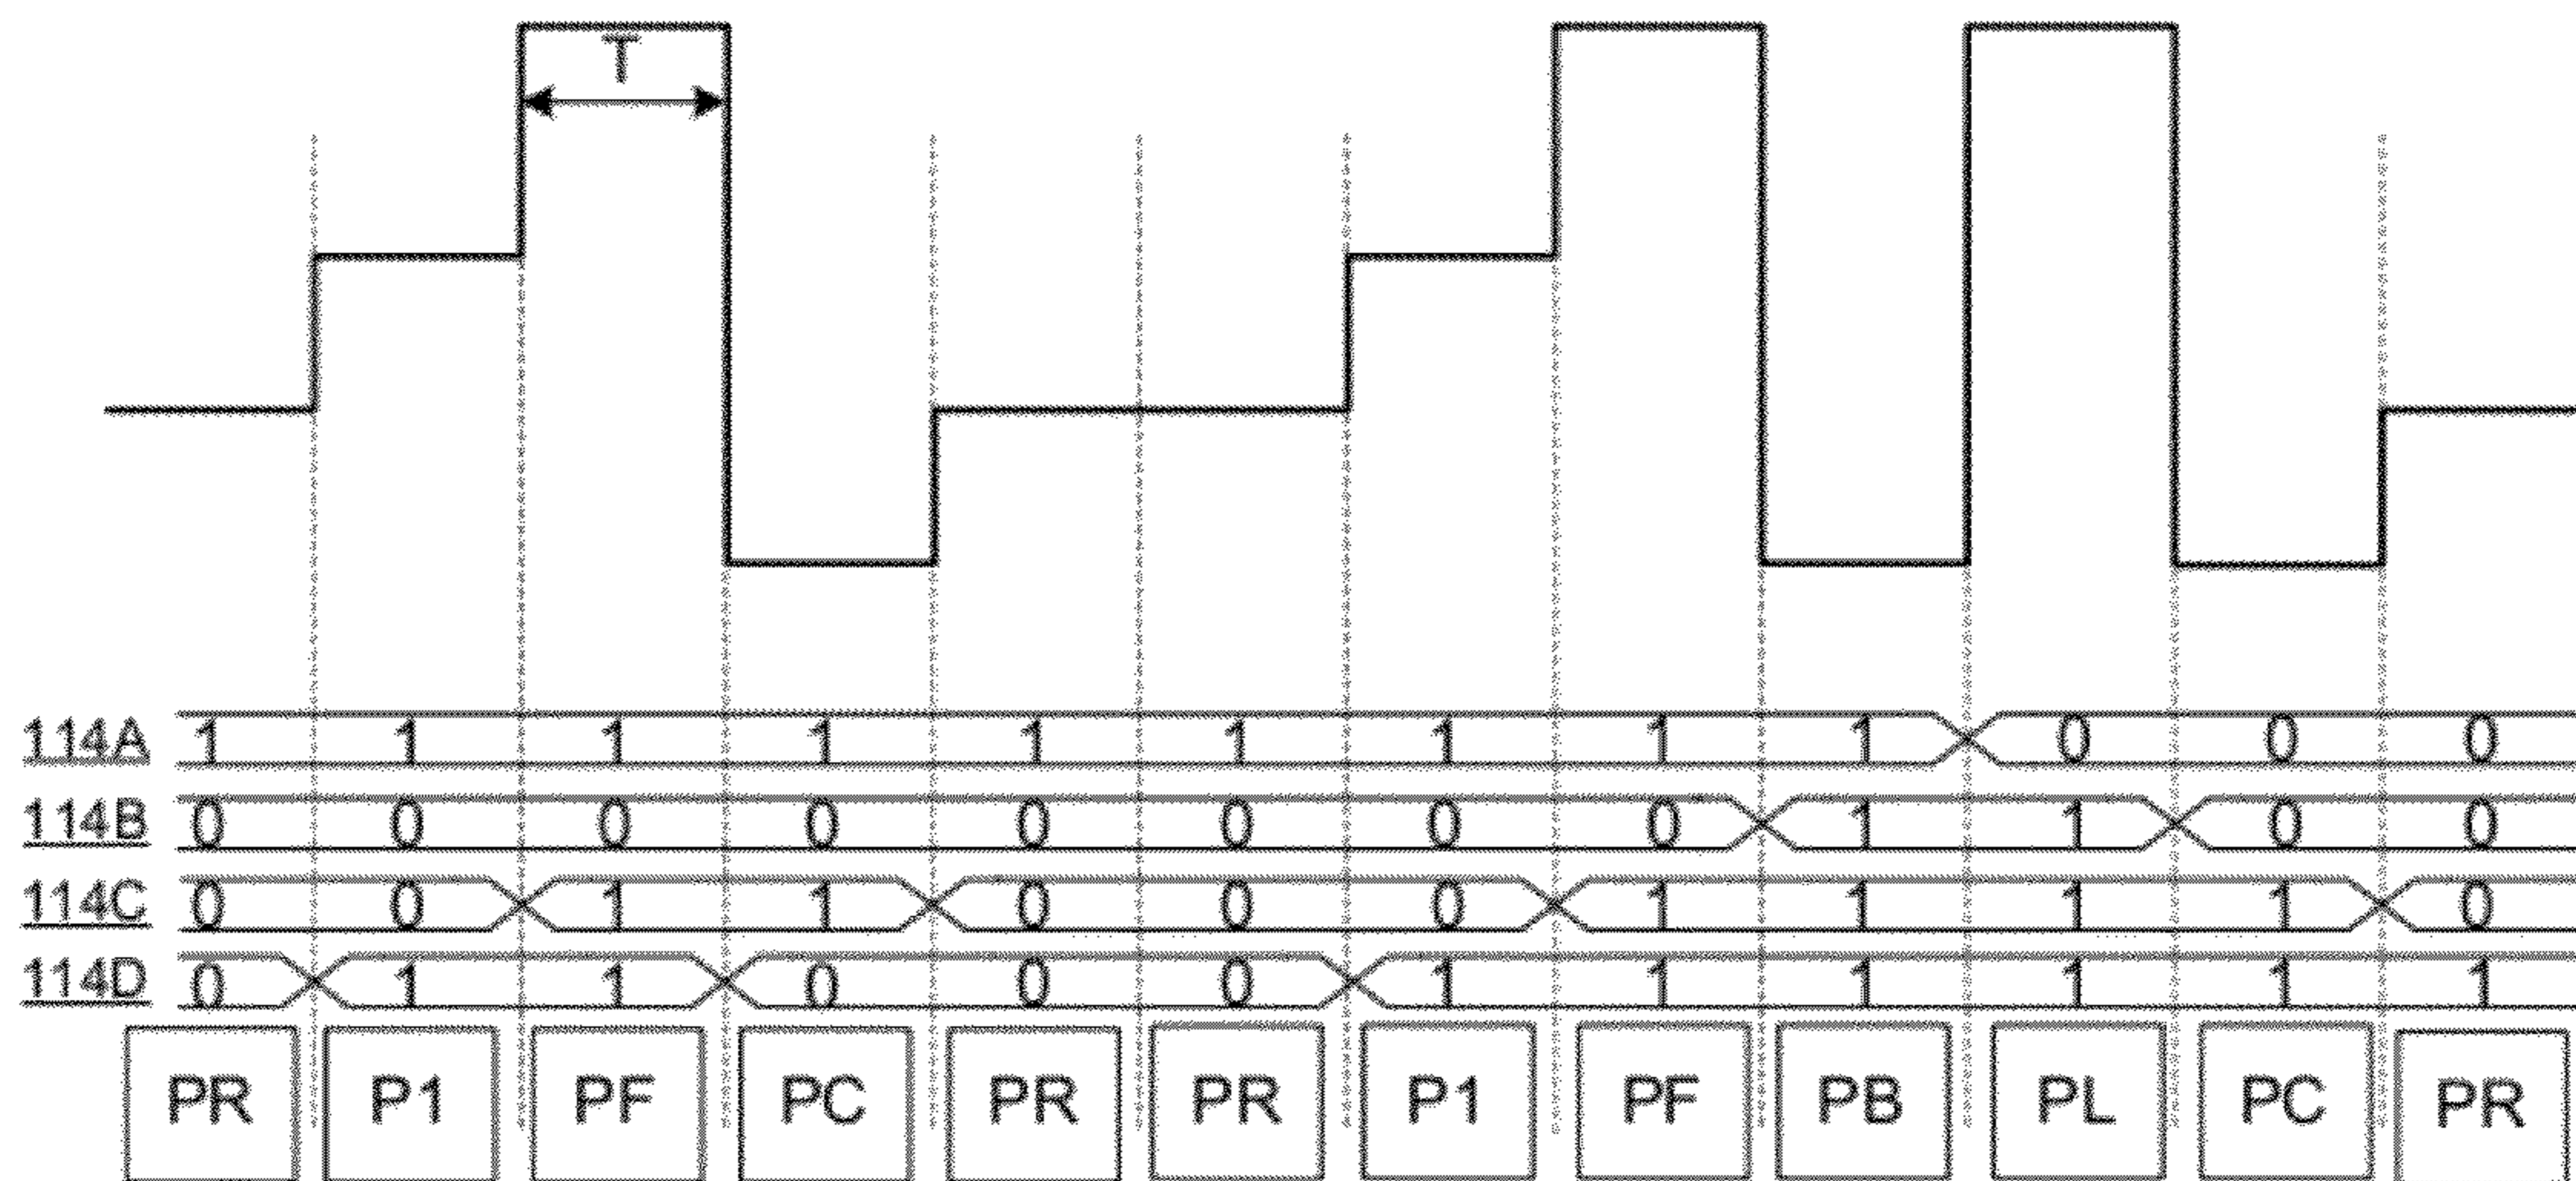 T
114A 1 1 1 1 1 1 1 1 1 0 0 0
114B 0 0 0 0 0 0 0 0 1 1 0 0
114C 0 0 1 1 0 0 0 1 1 1 1 0
114D 0 1 1 0 0 0 1 1 1 1 1 1
PR P1 PF PC PR PR P1 PF PB PL PC PR